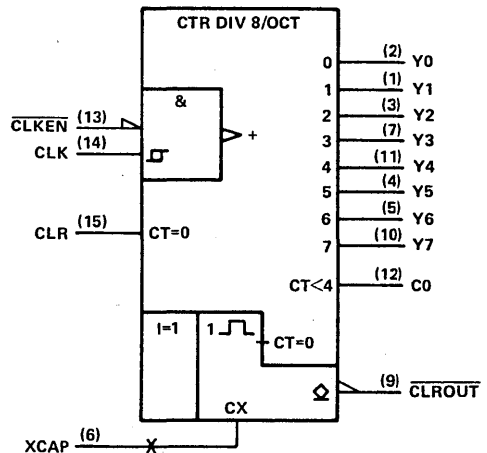 CTR DIV 8/OCT
&
+
CLKEN (13)
CLK (14)
CLR (15) CT=0
0 (2) Y0
1 (1) Y1
2 (3) Y2
3 (7) Y3
4 (11) Y4
5 (4) Y5
6 (5) Y6
7 (10) Y7
CT<4 (12) C0
I=1
1
CT=0
(9) CLROUT
CX
XCAP (6) X